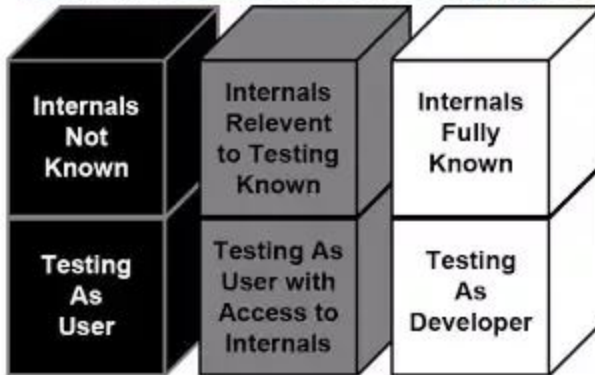 Internals
Not
Known
Internals
Relevent
to Testing
Known
Internals
Fully
Known
Testing
As
User
Testing As
User with
Access to
Internals
Testing
As
Developer